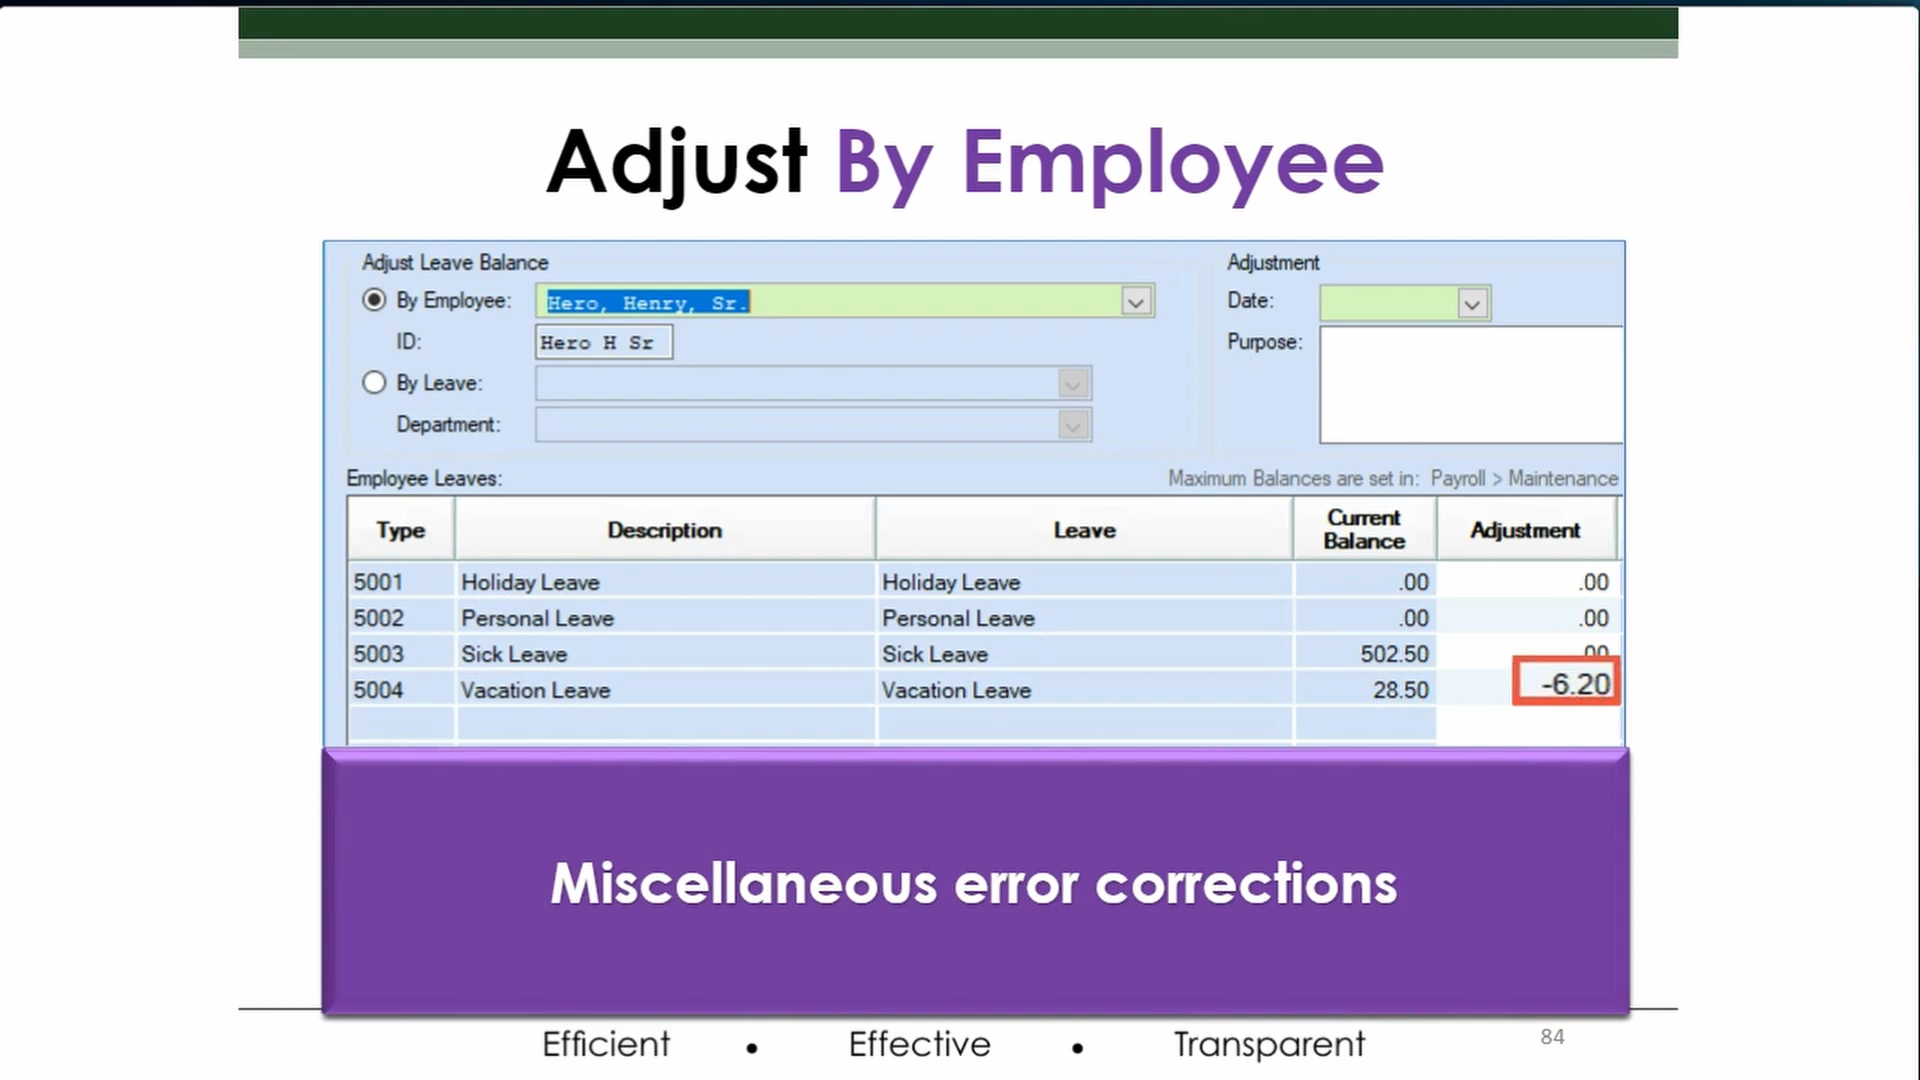 Adjust By Employee
Adjust Leave Balance
Adjustment
By Employee: Hero, Henry, Sr.
Date:
ID: Hero H Sr
Purpose:
By Leave:
Department:
Employee Leaves:
Maximum Balances are set in: Payroll > Maintenance
Type Description Leave Current Balance Adjustment
5001 Holiday Leave Holiday Leave .00 .00
5002 Personal Leave Personal Leave .00 .00
5003 Sick Leave Sick Leave 502.50 .00
5004 Vacation Leave Vacation Leave 28.50 -6.20
Miscellaneous error corrections
Efficient • Effective • Transparent
84